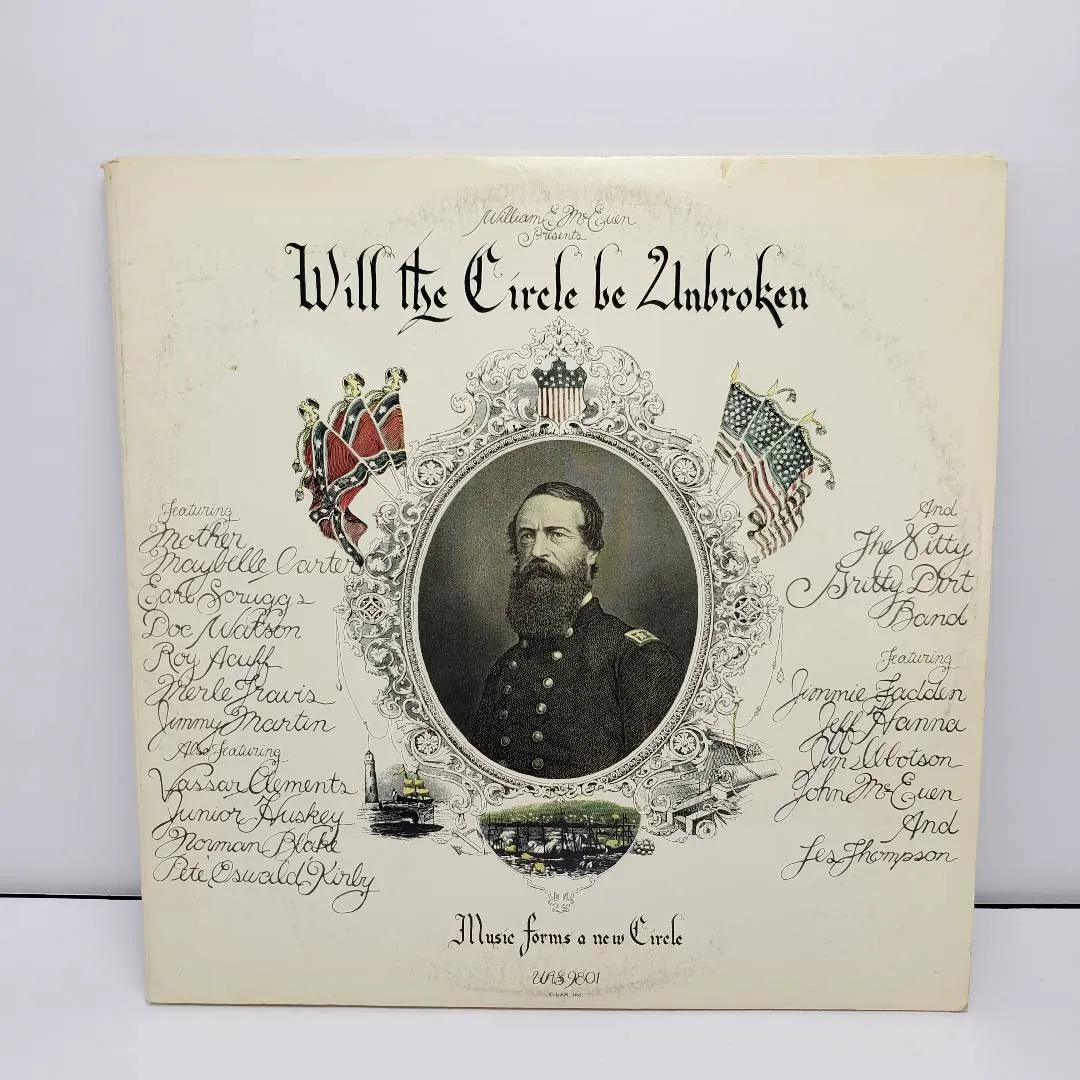 William E. McEuen
Presents
Will the Circle be Unbroken
Featuring
Mother
Maybelle Carter
Earl Scruggs
Doc Watson
Roy Acuff
Merle Travis
Jimmy Martin
Also featuring
Vassar Clements
Junior Huskey
Norman Blake
Pete Oswald Kirby
And
The Nitty
Gritty Dirt
Band
Featuring
Jimmie Fadden
Jeff Hanna
Jim Ibbotson
John McEuen
And
Les Thompson
Music forms a new Circle
UAS 9801
© UAR, Inc.